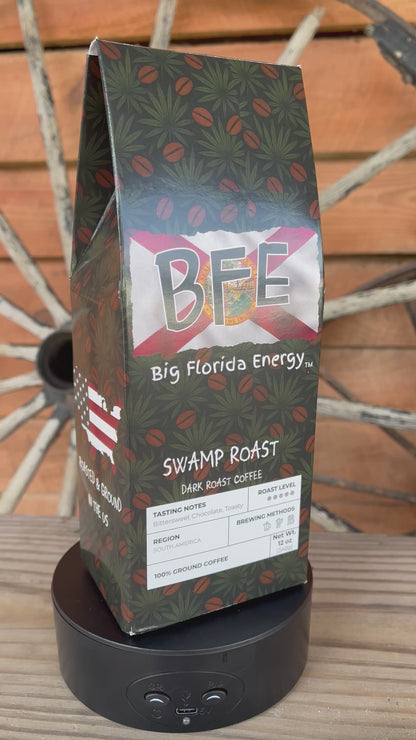 BFE
Big Florida Energy™
SWAMP ROAST
DARK ROAST COFFEE
TASTING NOTES
Bittersweet, Chocolate, Toasty
ROAST LEVEL
REGION
SOUTH AMERICA
BREWING METHODS
Net Wt.
12 oz
(340g)
100% GROUND COFFEE
ROASTED & GROUND
IN THE US